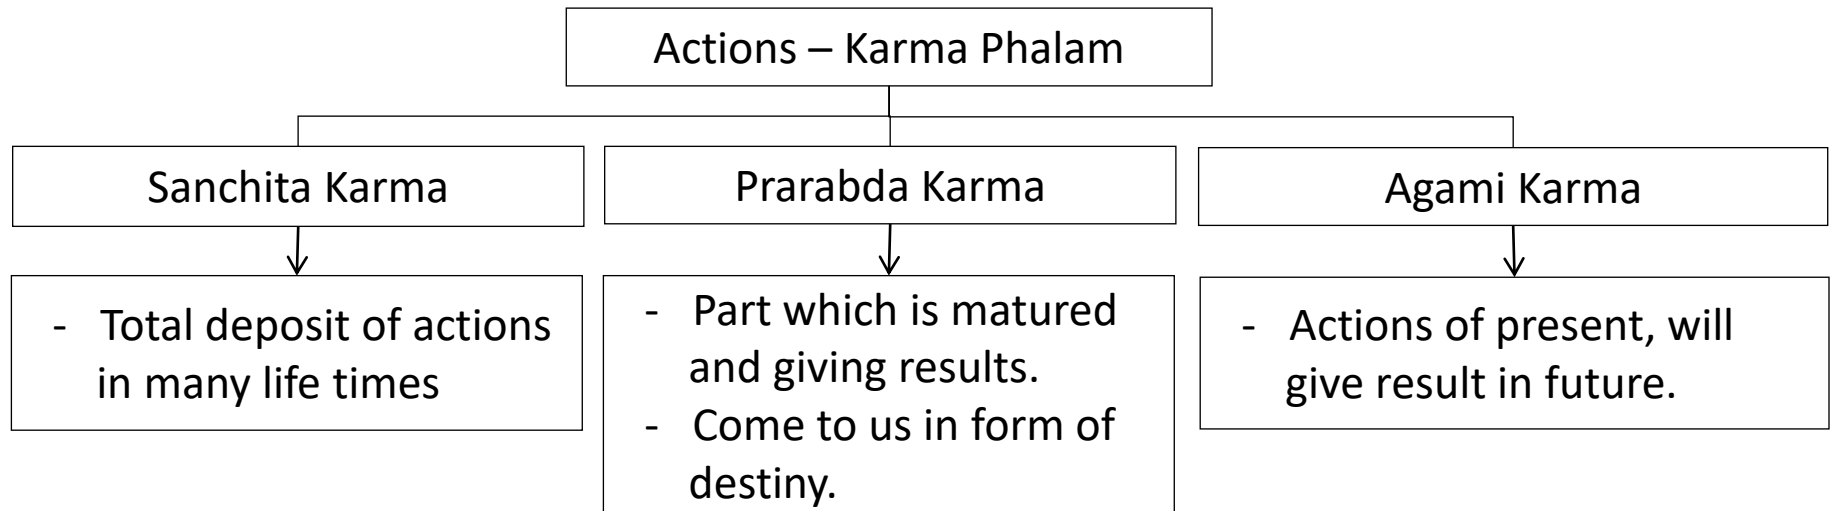 Actions – Karma Phalam
Sanchita Karma
Prarabda Karma
Agami Karma
- Total deposit of actions
in many life times
- Part which is matured
and giving results.
- Come to us in form of
destiny.
- Actions of present, will
give result in future.